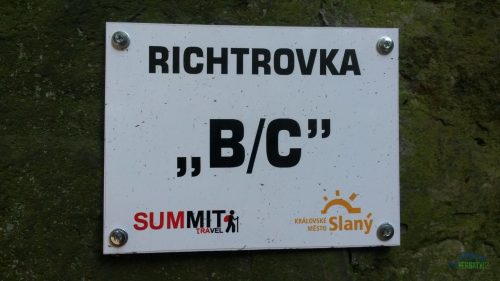 RICHTROVKA
„B/C”
SUMMIT
TRAVEL
KRÁLOVSKÉ
MĚSTO Slaný